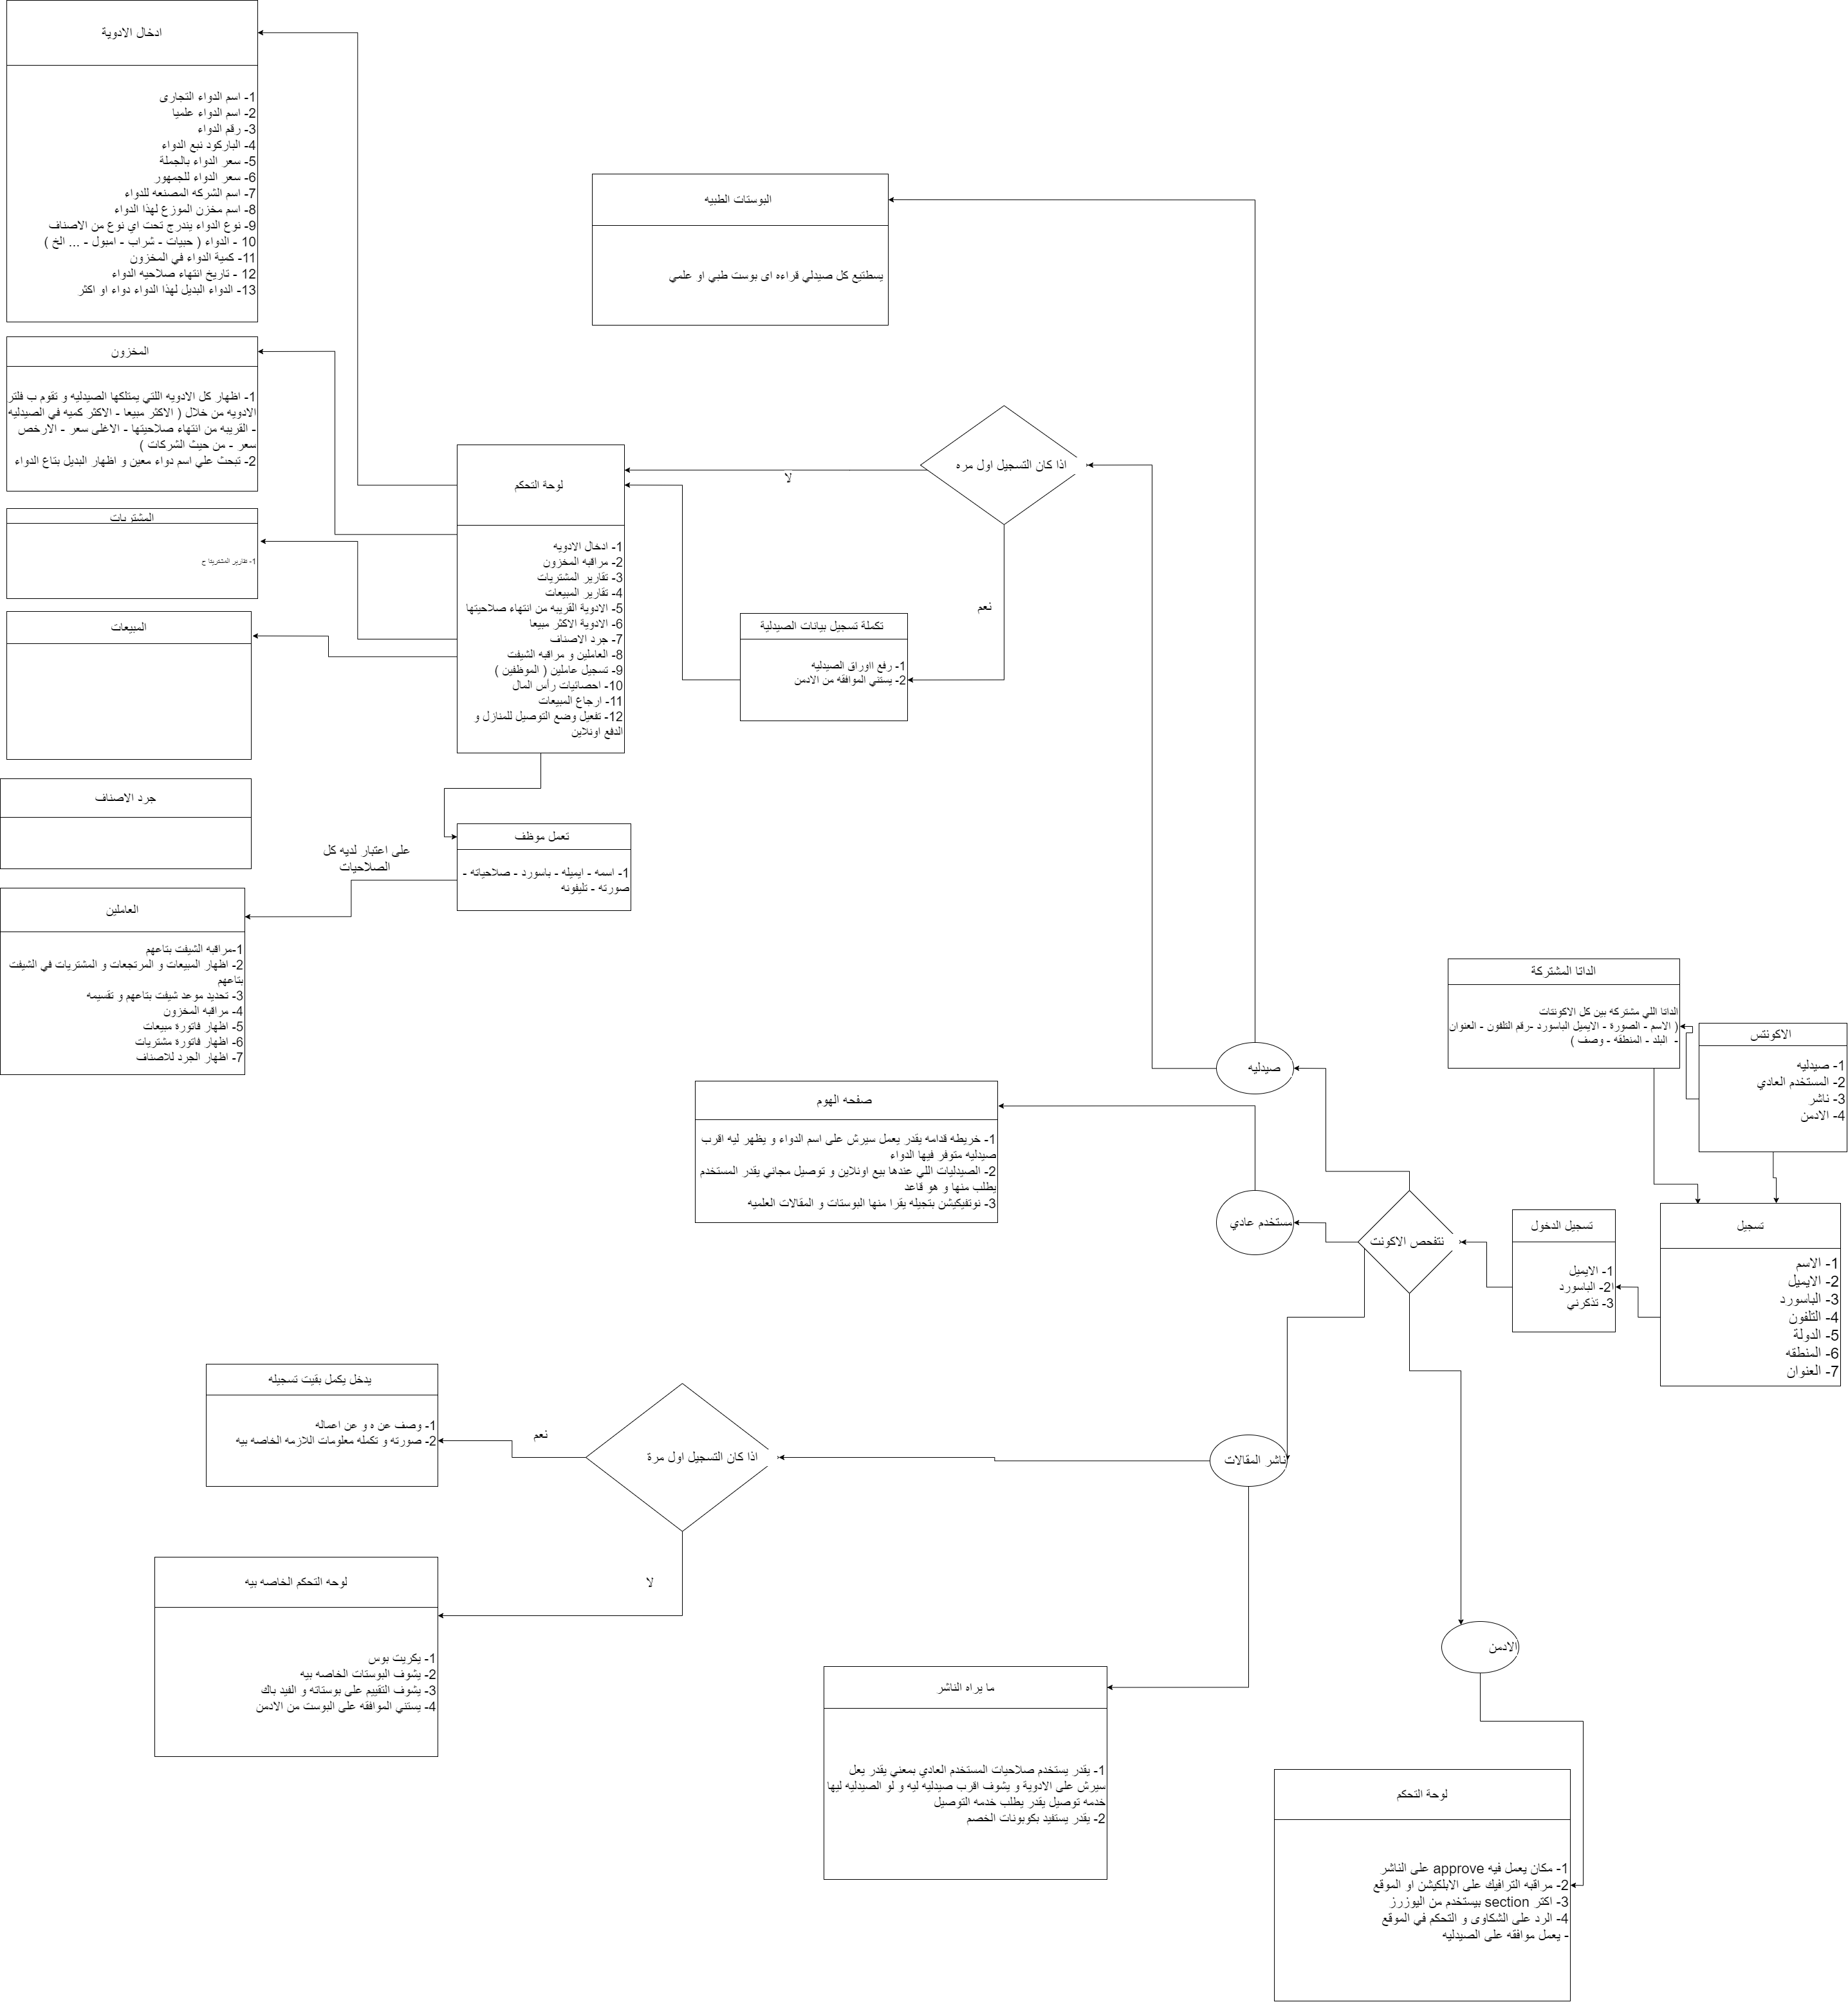 ادخال الادوية
1- اسم الدواء التجارى
2- اسم الدواء علميا
3- رقم الدواء
4- الباركود نبع الدواء
5- سعر الدواء بالجملة
6- سعر الدواء للجمهور
7- اسم الشركه المصنعه للدواء
8- اسم مخزن الموزع لهذا الدواء
9- نوع الدواء يندرج تحت اي نوع من الاصناف
10 - الدواء ( حبيات - شراب - امبول - ... الخ )
11- كمية الدواء في المخزون
12 - تاريخ انتهاء صلاحيه الدواء
13- الدواء البديل لهذا الدواء دواء او اكثر
البوستات الطبيه
يسطتيع كل صيدلي قراءه اى بوست طبي او علمي
المخزون
1- اظهار كل الادويه اللتي يمتلكها الصيدليه و تقوم ب فلتر
الادويه من خلال ( الاكثر مبيعا - الاكثر كميه في الصيدليه
- القريبه من انتهاء صلاحيتها - الاغلى سعر - الارخص
سعر - من حيث الشركات )
2- تبحث علي اسم دواء معين و اظهار البديل بتاع الدواء
المشتريات
1- تقارير المشتريتا ح
المبيعات
جرد الاصناف
لوحة التحكم
1- ادخال الادويه
2- مراقبه المخزون
3- تقارير المشتريات
4- تقارير المبيعات
5- الادوية القريبه من انتهاء صلاحيتها
6- الادوية الاكثر مبيعا
7- جرد الاصناف
8- العاملين و مراقبه الشيفت
9- تسجيل عاملين ( الموظفين )
10- احصائيات رأس المال
11- ارجاع المبيعات
12- تفعيل وضع التوصيل للمنازل و
الدفع اونلاين
اذا كان التسجيل اول مره
لا
نعم
تكملة تسجيل بيانات الصيدلية
1- رفع ااوراق الصيدليه
2- يستني الموافقه من الادمن
تعمل موظف
1- اسمه - ايميله - باسورد - صلاحياته -
صورته - تليفونه
على اعتبار لديه كل
الصلاحيات
العاملين
1-مراقبه الشيفت بتاعهم
2- اظهار المبيعات و المرتجعات و المشتريات في الشيفت
بتاعهم
3- تحديد موعد شيفت بتاعهم و تقسيمه
4- مراقبه المخزون
5- اظهار فاتورة مبيعات
6- اظهار فاتورة مشتريات
7- اظهار الجرد للاصناف
الداتا المشتركة
الداتا اللي مشتركه بين كل الاكونتات
( الاسم - الصورة - الايميل الباسورد -رقم التلفون - العنوان
- البلد - المنطقه - وصف )
الاكونتس
1- صيدليه
2- المستخدم العادي
3- ناشر
4- الادمن
صيدليه
صفحه الهوم
1- خريطه قدامه يقدر يعمل سيرش على اسم الدواء و يظهر ليه اقرب
صيدليه متوفر فيها الدواء
2- الصيدليات اللي عندها بيع اونلاين و توصيل مجاني يقدر المستخدم
يطلب منها و هو قاعد
3- نوتفيكيشن بتجيله يقرا منها البوستات و المقالات العلميه
مستخدم عادي
نتفحص الاكونت
تسجيل الدخول
1- الايميل
ا2- الباسورد
3- تذكرني
تسجيل
1- الاسم
2- الايميل
3- الباسورد
4- التلفون
5- الدولة
6- المنطقه
7- العنوان
يدخل يكمل بقيت تسجيله
1- وصف عن ه و عن اعماله
2- صورته و تكمله معلومات اللازمه الخاصه بيه
نعم
اذا كان التسجيل اول مرة
ناشر المقالات
لا
لوحه التحكم الخاصه بيه
1- يكريت بوس
2- يشوف البوستات الخاصه بيه
3- يشوف التقييم على بوستاته و الفيد باك
4- يستني الموافقه على البوست من الادمن
الادمن
ما يراه الناشر
1- يقدر يستخدم صلاحيات المستخدم العادي بمعني يقدر يعل
سيرش على الادوية و يشوف اقرب صيدليه ليه و لو الصيدليه ليها
خدمه توصيل يقدر يطلب خدمه التوصيل
2- يقدر يستفيد بكوبونات الخصم
لوحة التحكم
1- مكان يعمل فيه approve على الناشر
2- مراقبه الترافيك على الابلكيشن او الموقع
3- اكتر section بيستخدم من اليوزرز
4- الرد على الشكاوى و التحكم في الموقع
- يعمل موافقه على الصيدليه